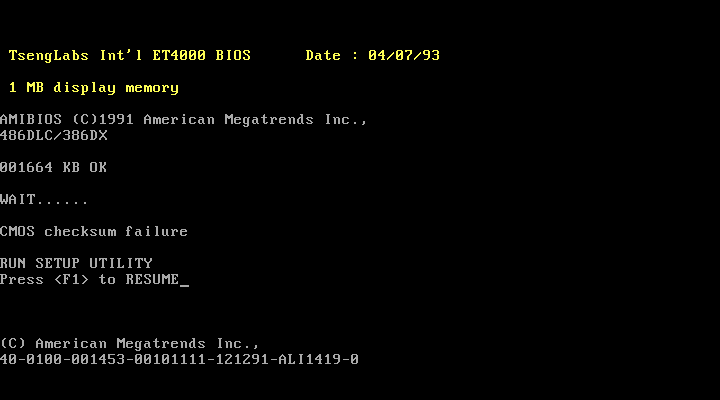 TsengLabs Int'l ET4000 BIOS      Date : 04/07/93
1 MB display memory
AMIBIOS (C)1991 American Megatrends Inc.,
486DLC/386DX
001664 KB OK
WAIT......
CMOS checksum failure
RUN SETUP UTILITY
Press <F1> to RESUME_
(C) American Megatrends Inc.,
40-0100-001453-00101111-121291-ALI1419-0